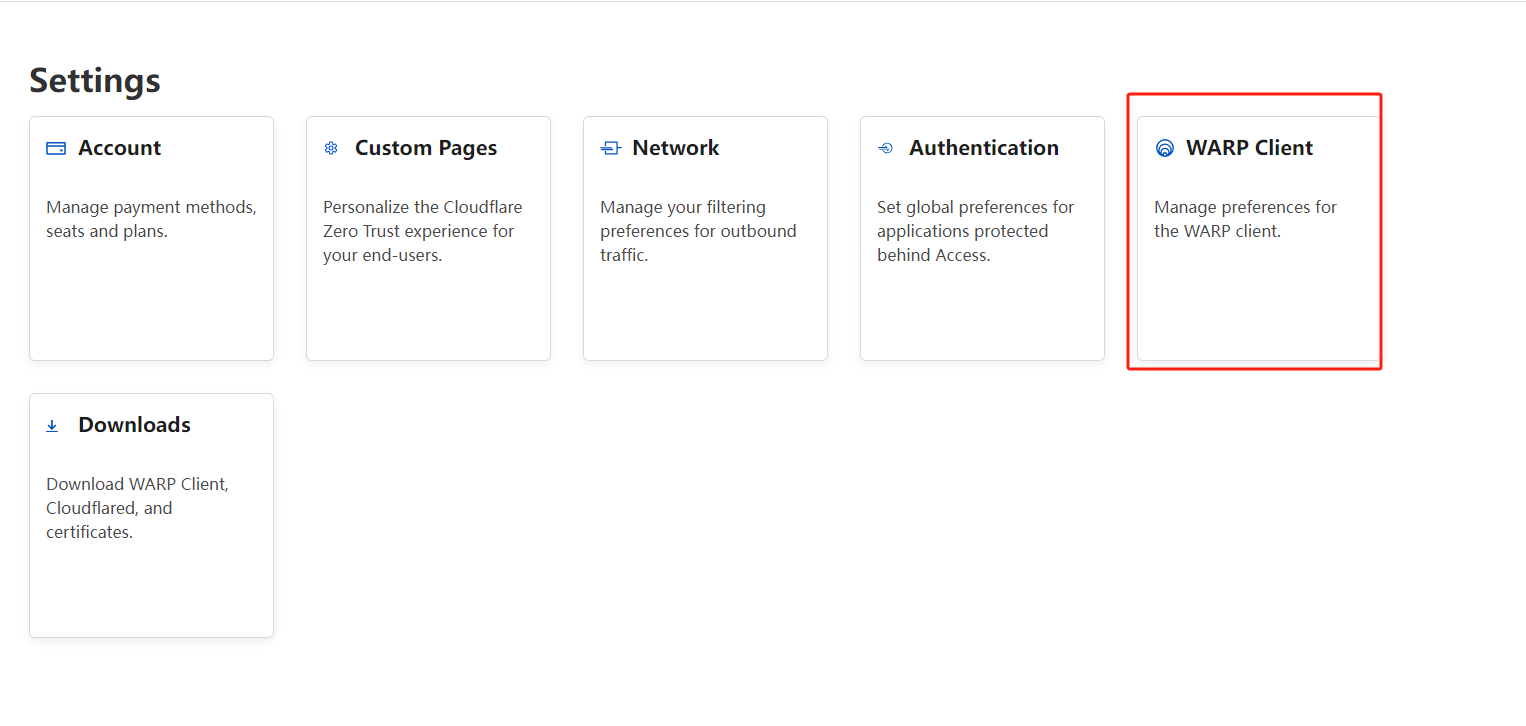 Settings
Account
Manage payment methods,
seats and plans.
Custom Pages
Personalize the Cloudflare
Zero Trust experience for
your end-users.
Network
Manage your filtering
preferences for outbound
traffic.
Authentication
Set global preferences for
applications protected
behind Access.
WARP Client
Manage preferences for
the WARP client.
Downloads
Download WARP Client,
Cloudflared, and
certificates.